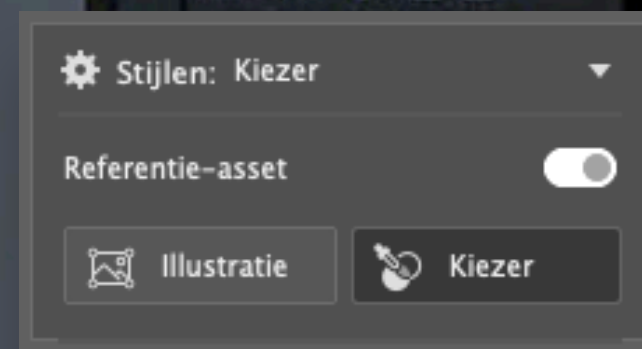 Stijlen: Kiezer
Referentie-asset
Illustratie
Kiezer